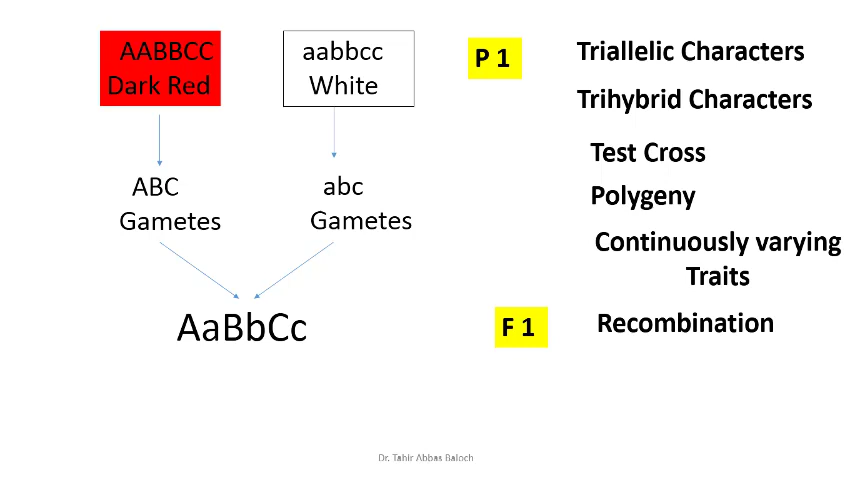 AABBCC
Dark Red
aabbcc
White
P 1
Triallelic Characters
Trihybrid Characters
Test Cross
Polygeny
ABC
Gametes
abc
Gametes
Continuously varying
Traits
AaBbCc
F 1
Recombination
Dr. Tahir Abbas Baloch